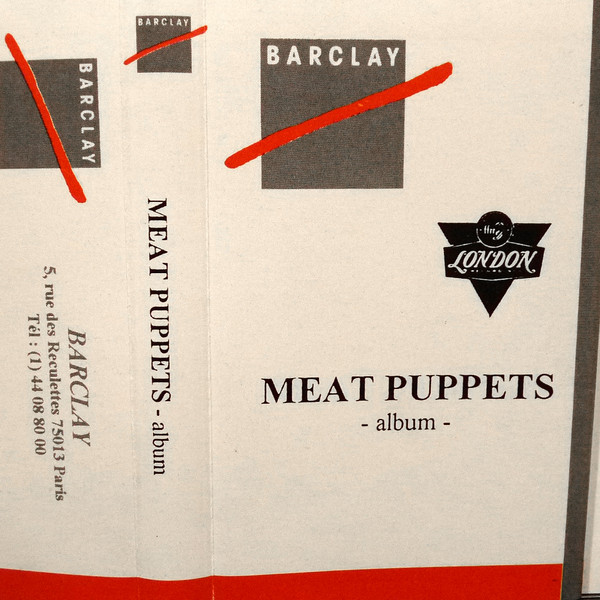 BARCLAY
BARCLAY
5, rue des Reculettes 75013 Paris
Tél : (1) 44 08 80 00
BARCLAY
MEAT PUPPETS - album
BARCLAY
LONDON
MEAT PUPPETS
- album -